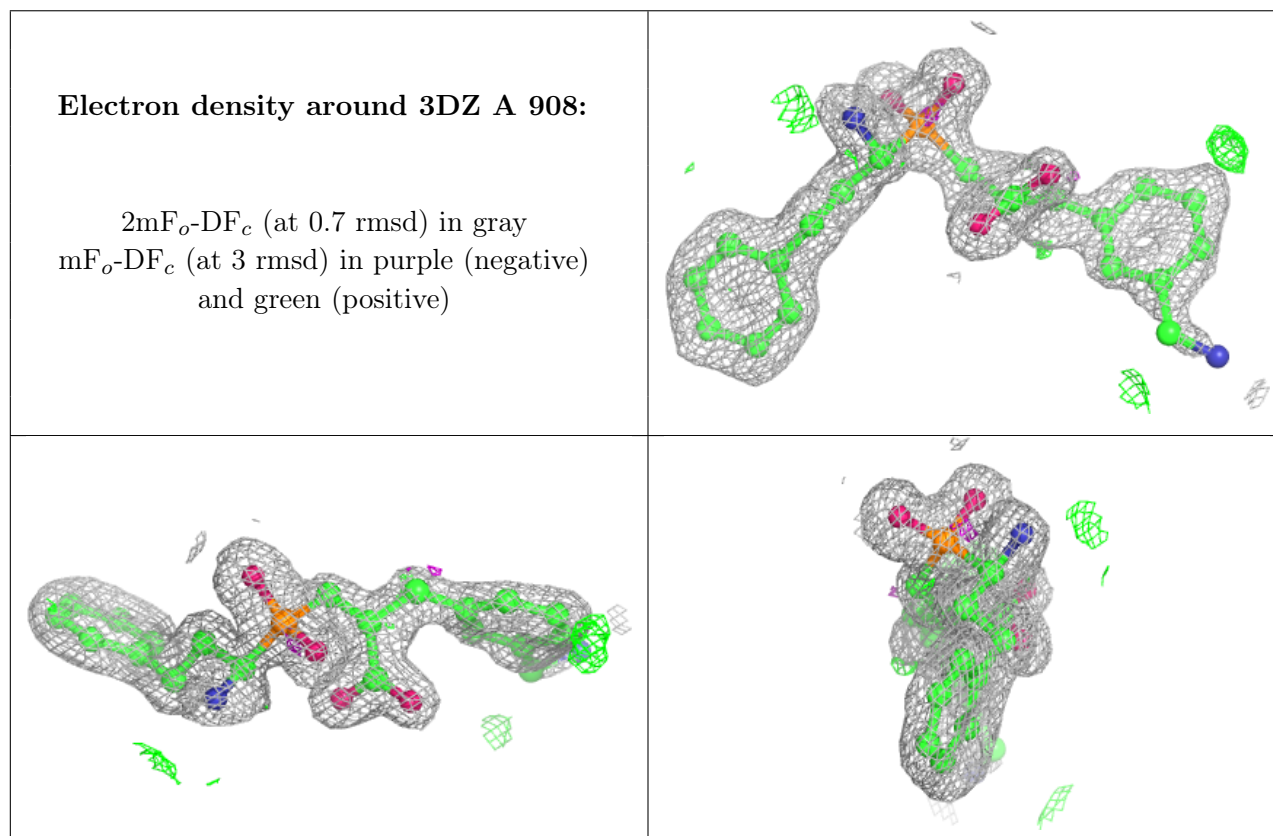 Electron density around 3DZ A 908:
2mFo-DFc (at 0.7 rmsd) in gray
mFo-DFc (at 3 rmsd) in purple (negative)
and green (positive)